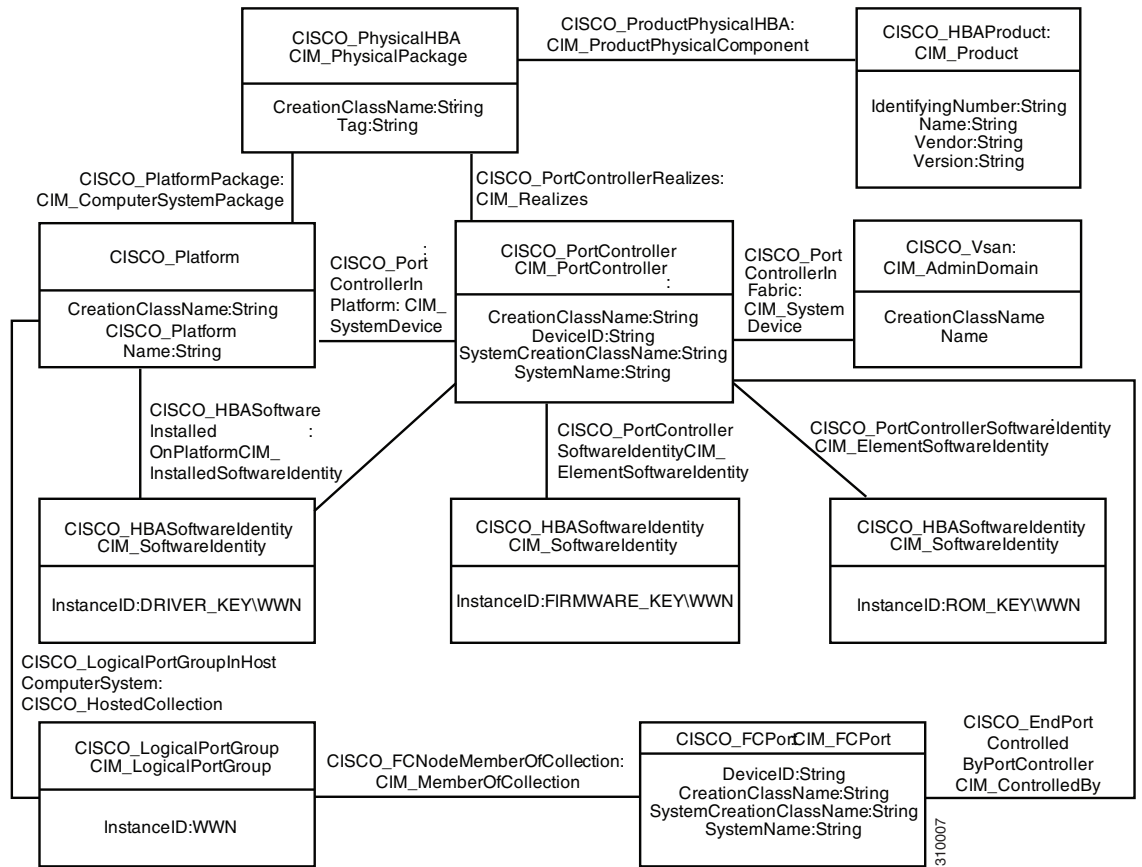 CISCO_PhysicalHBA
CIM_PhysicalPackage
CreationClassName:String
Tag:String
CISCO_ProductPhysicalHBA:
CIM_ProductPhysicalComponent
CISCO_HBAProduct:
CIM_Product
IdentifyingNumber:String
Name:String
Vendor:String
Version:String
CISCO_PlatformPackage:
CIM_ComputerSystemPackage
CISCO_PortControllerRealizes:
CIM_Realizes
CISCO_Platform
CreationClassName:String
CISCO_Platform
Name:String
:
CISCO_Port
ControllerIn
Platform: CIM_
SystemDevice
CISCO_PortController
CIM_PortController
:
CreationClassName:String
DeviceID:String
SystemCreationClassName:String
SystemName:String
CISCO_Port
ControllerIn
Fabric:
CIM_System
Device
CISCO_Vsan:
CIM_AdminDomain
CreationClassName
Name
CISCO_HBASoftware
Installed :
OnPlatformCIM_
InstalledSoftwareIdentity
CISCO_PortController
SoftwareIdentityCIM_
ElementSoftwareIdentity
CISCO_PortControllerSoftware:Identity
CIM_ElementSoftwareIdentity
CISCO_HBASoftwareIdentity
CIM_SoftwareIdentity
InstanceID:DRIVER_KEY\WWN
CISCO_HBASoftwareIdentity
CIM_SoftwareIdentity
InstanceID:FIRMWARE_KEY\WWN
CISCO_HBASoftwareIdentity
CIM_SoftwareIdentity
InstanceID:ROM_KEY\WWN
CISCO_LogicalPortGroupInHost
ComputerSystem:
CISCO_HostedCollection
CISCO_LogicalPortGroup
CIM_LogicalPortGroup
InstanceID:WWN
CISCO_FCNodeMemberOfCollection:
CIM_MemberOfCollection
CISCO_FCPort:CIM_FCPort
DeviceID:String
CreationClassName:String
SystemCreationClassName:String
SystemName:String
CISCO_EndPort
Controlled
ByPortController
CIM_ControlledBy
310007